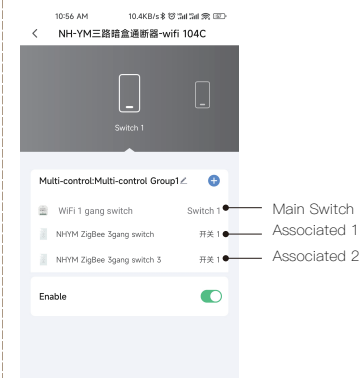 10:56 AM 10.4KB/s
NH-YM三路暗盒通断器-wifi 104C
Switch 1
Multi-control:Multi-control Group1
WiFi 1 gang switch Switch 1
Main Switch
NHYM ZigBee 3gang switch 开关 1
Associated 1
NHYM ZigBee 3gang switch 3 开关 1
Associated 2
Enable